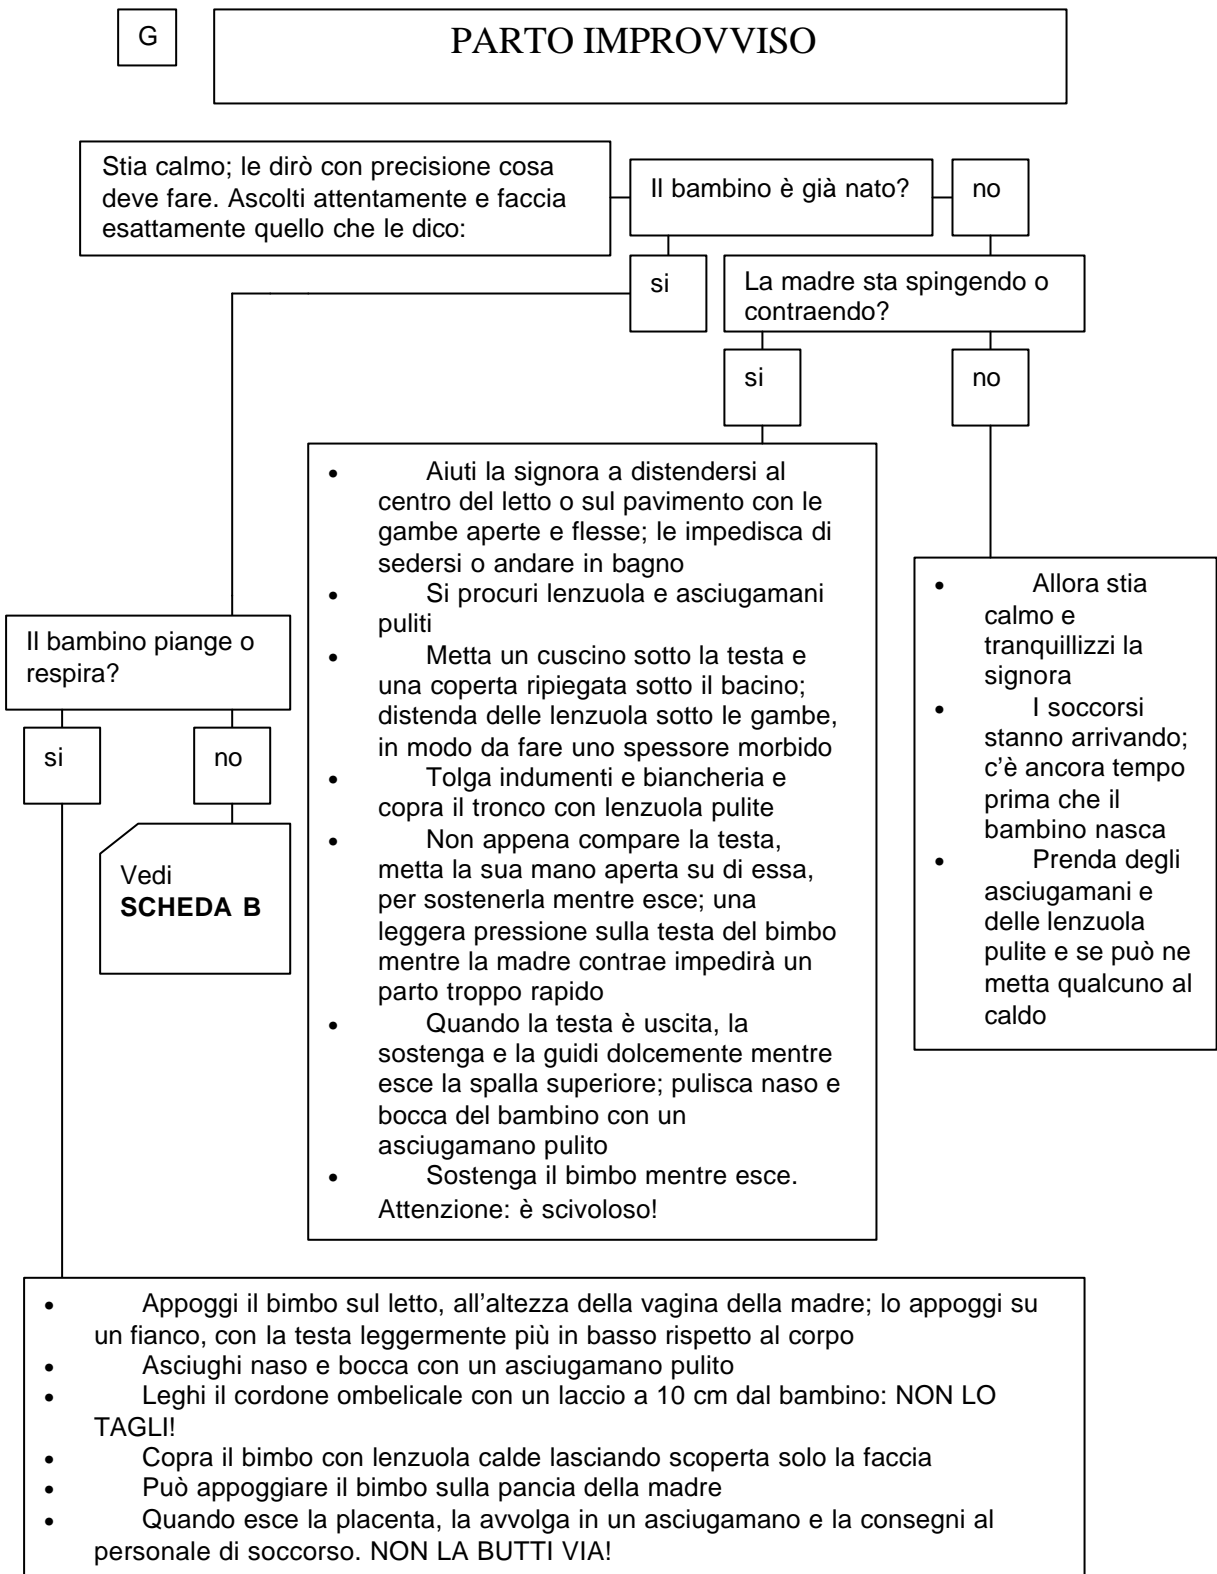 G
PARTO IMPROVVISO
Stia calmo; le dirò con precisione cosa
deve fare. Ascolti attentamente e faccia
esattamente quello che le dico:
Il bambino è già nato?
no
si
La madre sta spingendo o
contraendo?
si
no
• Aiuti la signora a distendersi al
centro del letto o sul pavimento con le
gambe aperte e flesse; le impedisca di
sedersi o andare in bagno
• Si procuri lenzuola e asciugamani
puliti
• Metta un cuscino sotto la testa e
una coperta ripiegata sotto il bacino;
distenda delle lenzuola sotto le gambe,
in modo da fare uno spessore morbido
• Tolga indumenti e biancheria e
copra il tronco con lenzuola pulite
• Non appena compare la testa,
metta la sua mano aperta su di essa,
per sostenerla mentre esce; una
leggera pressione sulla testa del bimbo
mentre la madre contrae impedirà un
parto troppo rapido
• Quando la testa è uscita, la
sostenga e la guidi dolcemente mentre
esce la spalla superiore; pulisca naso e
bocca del bambino con un
asciugamano pulito
• Sostenga il bimbo mentre esce.
Attenzione: è scivoloso!
• Allora stia
calmo e
tranquillizzi la
signora
• I soccorsi
stanno arrivando;
c'è ancora tempo
prima che il
bambino nasca
• Prenda degli
asciugamani e
delle lenzuola
pulite e se può ne
metta qualcuno al
caldo
Il bambino piange o
respira?
si
no
Vedi
SCHEDA B
• Appoggi il bimbo sul letto, all'altezza della vagina della madre; lo appoggi su
un fianco, con la testa leggermente più in basso rispetto al corpo
• Asciughi naso e bocca con un asciugamano pulito
• Leghi il cordone ombelicale con un laccio a 10 cm dal bambino: NON LO
TAGLI!
• Copra il bimbo con lenzuola calde lasciando scoperta solo la faccia
• Può appoggiare il bimbo sulla pancia della madre
• Quando esce la placenta, la avvolga in un asciugamano e la consegni al
personale di soccorso. NON LA BUTTI VIA!